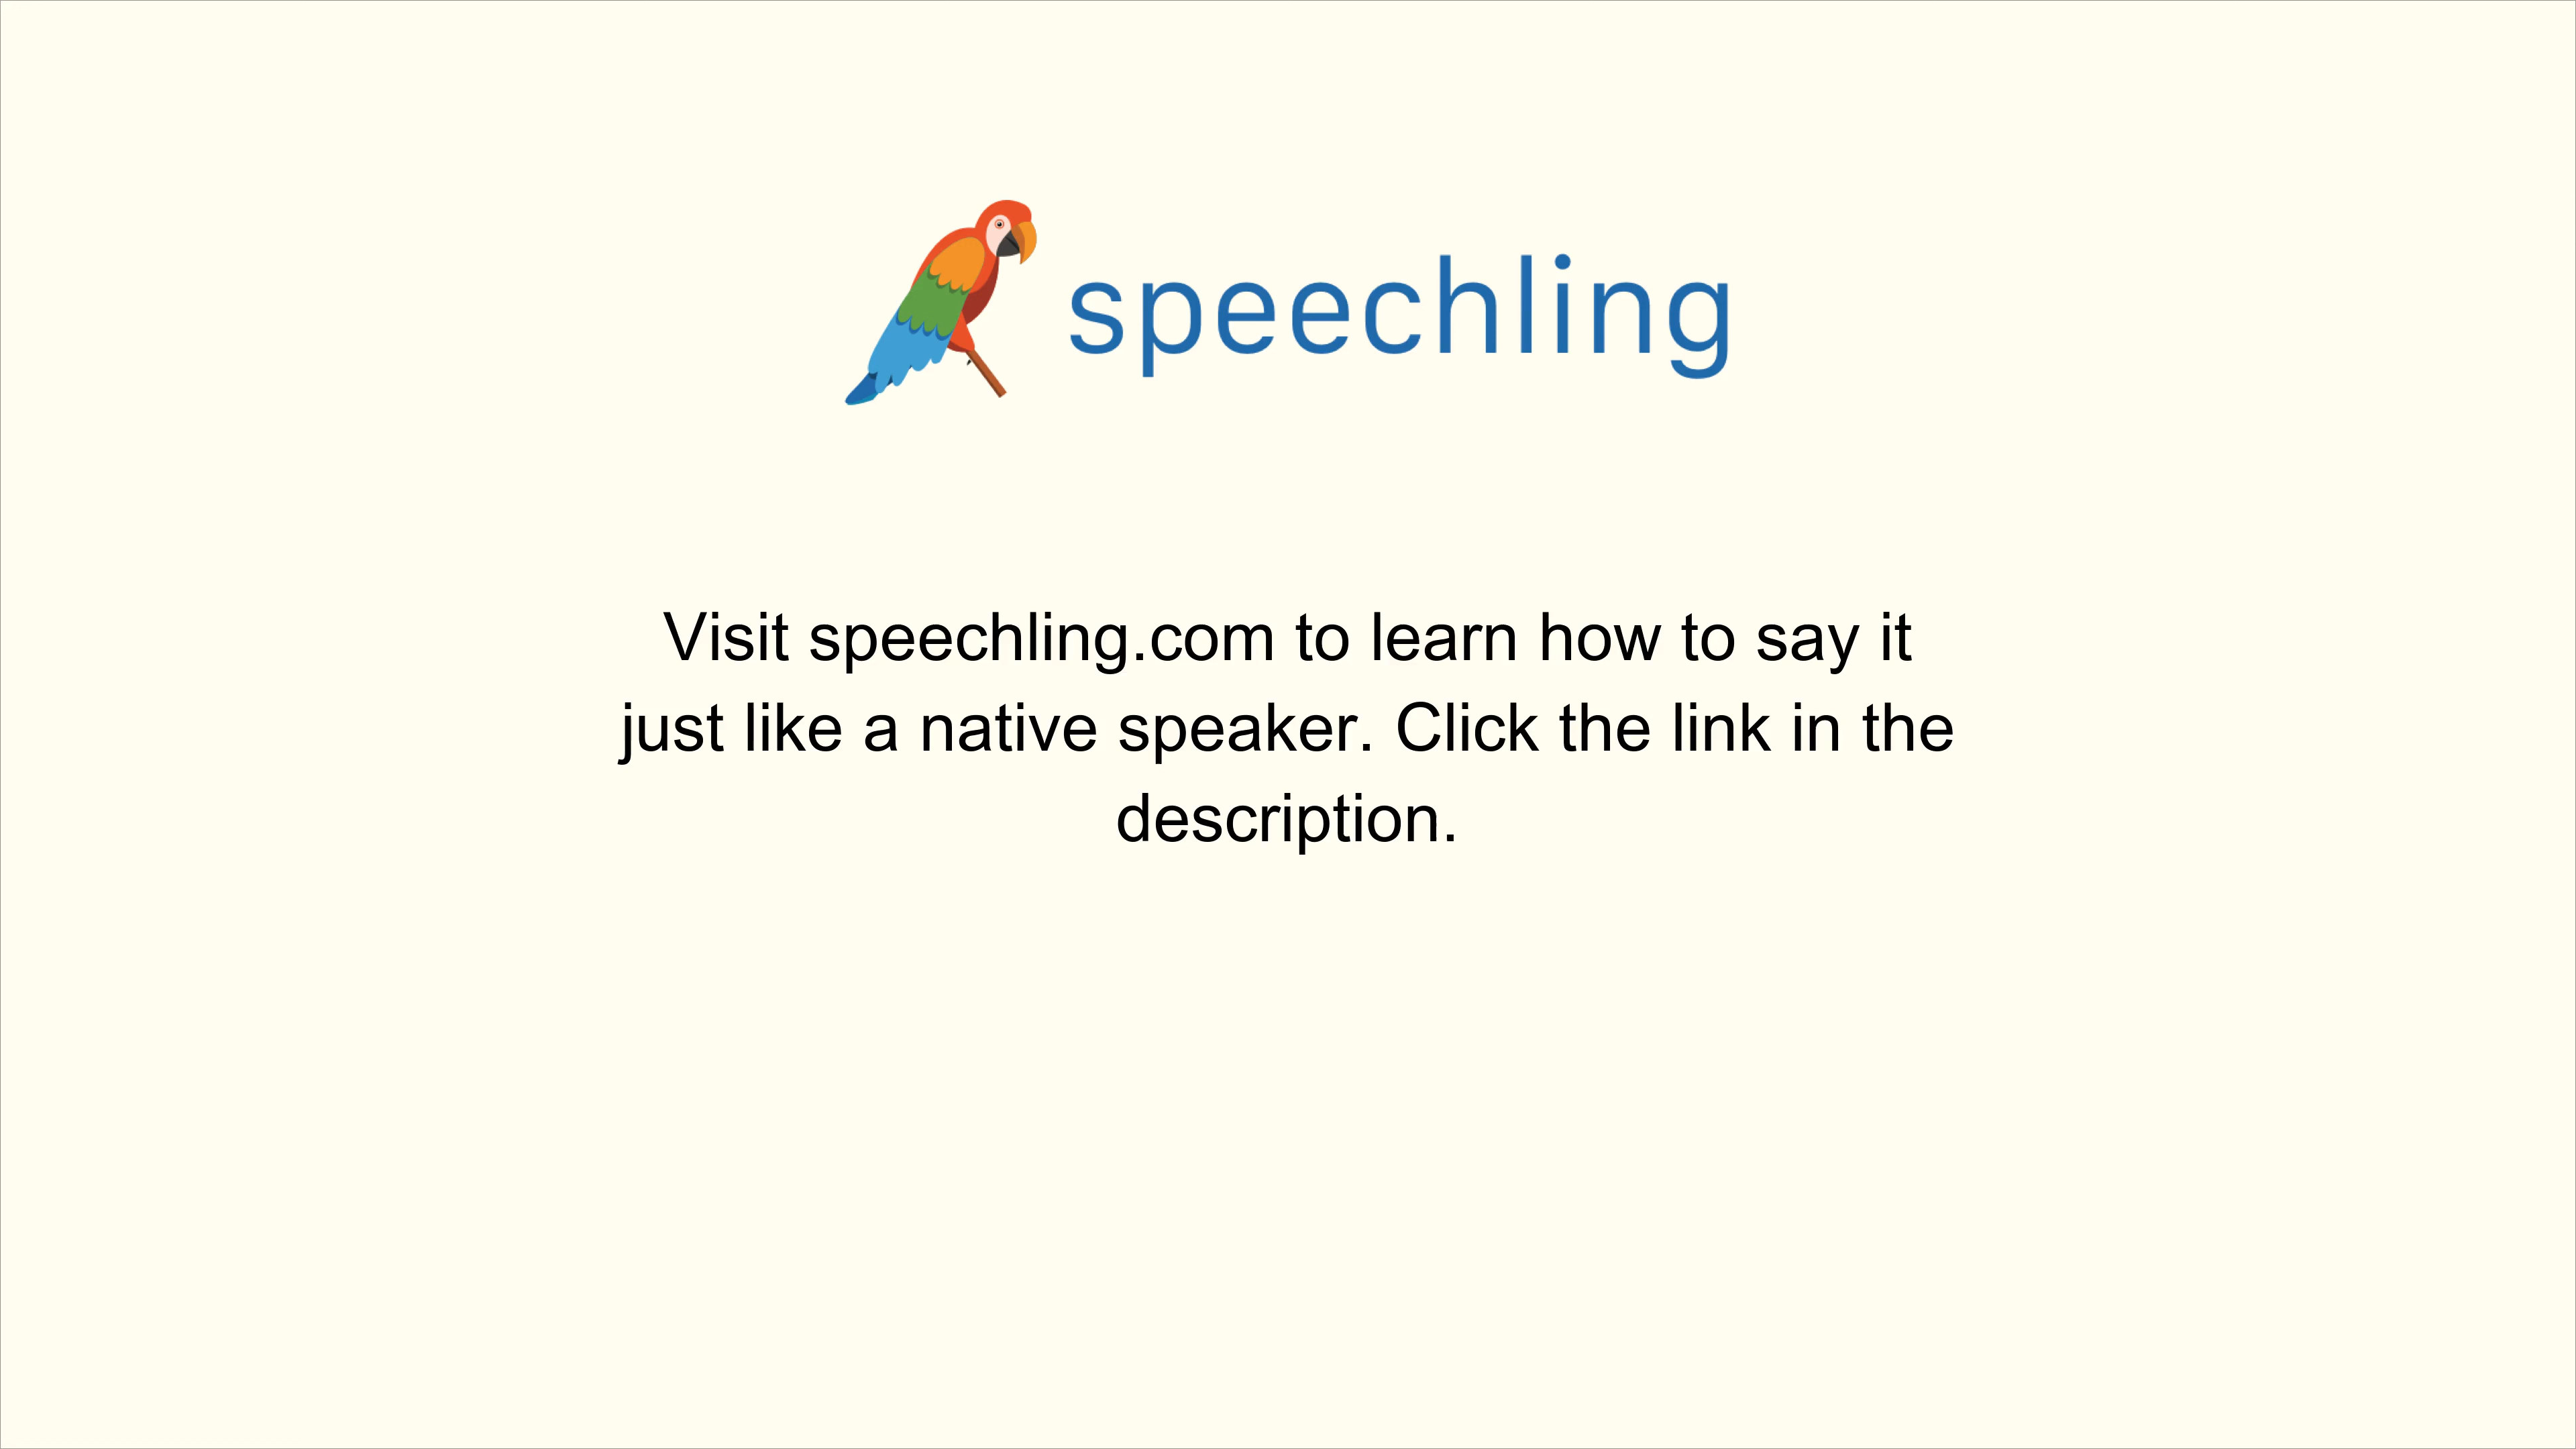 speechling
Visit speechling.com to learn how to say it
just like a native speaker. Click the link in the
description.